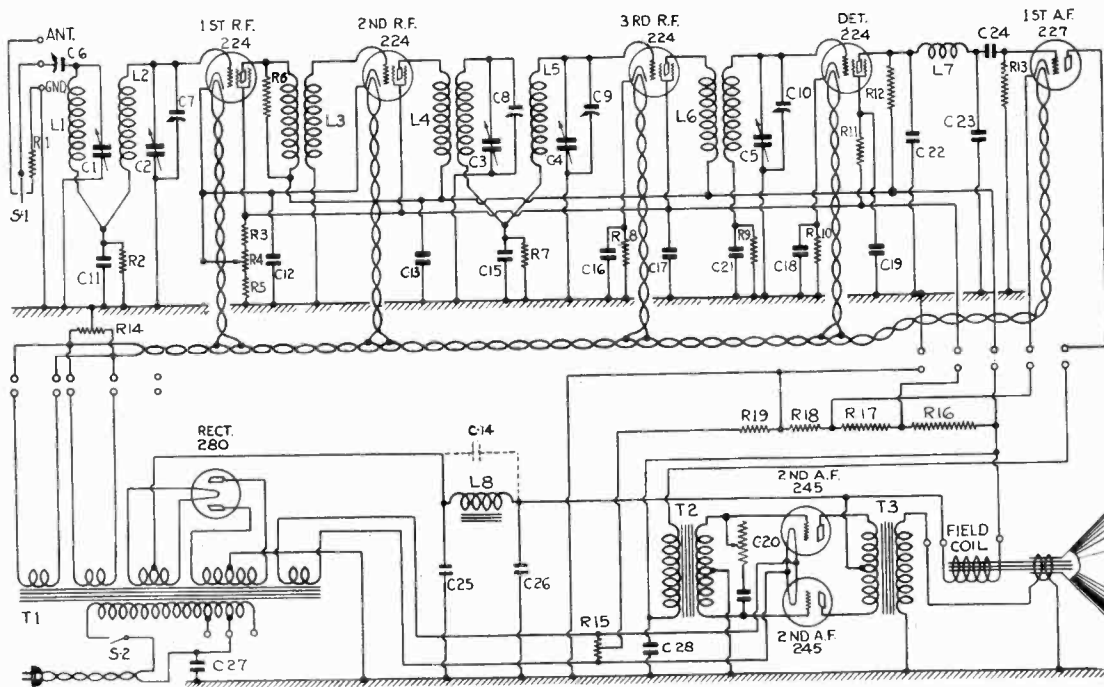 1ST R.F.
224
2ND R.F.
224
3RD R.F.
224
DET.
224
1ST A.F.
227
ANT.
C6
GND
R1
S-1
L1
C1
L2
C2
C7
R6
L3
L4
C3
C8
L5
C4
C9
L6
C5
C10
R12
R11
L7
C22
C23
C24
R13
C11
R2
R3
R4
R5
C12
C13
C15
R7
C16
R8
C17
C21
R9
C18
R10
C19
R14
RECT.
280
C14
L8
R19
R18
R17
R16
2ND A.F.
245
T2
C20
T3
FIELD
COIL
C25
C26
R15
C28
2ND A.F.
245
T1
S-2
C27